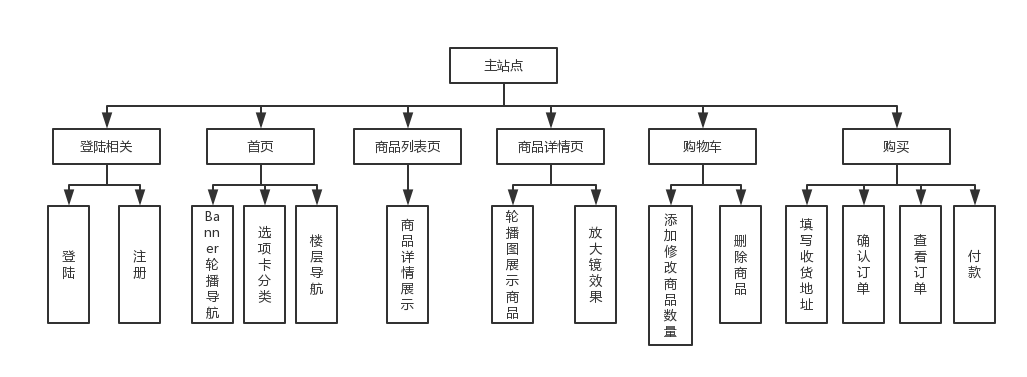 主站点
登陆相关
首页
商品列表页
商品详情页
购物车
购买
登陆
注册
Banner轮播导航
选项卡分类
楼层导航
商品详情展示
轮播图展示商品
放大镜效果
添加修改商品数量
删除商品
填写收货地址
确认订单
查看订单
付款